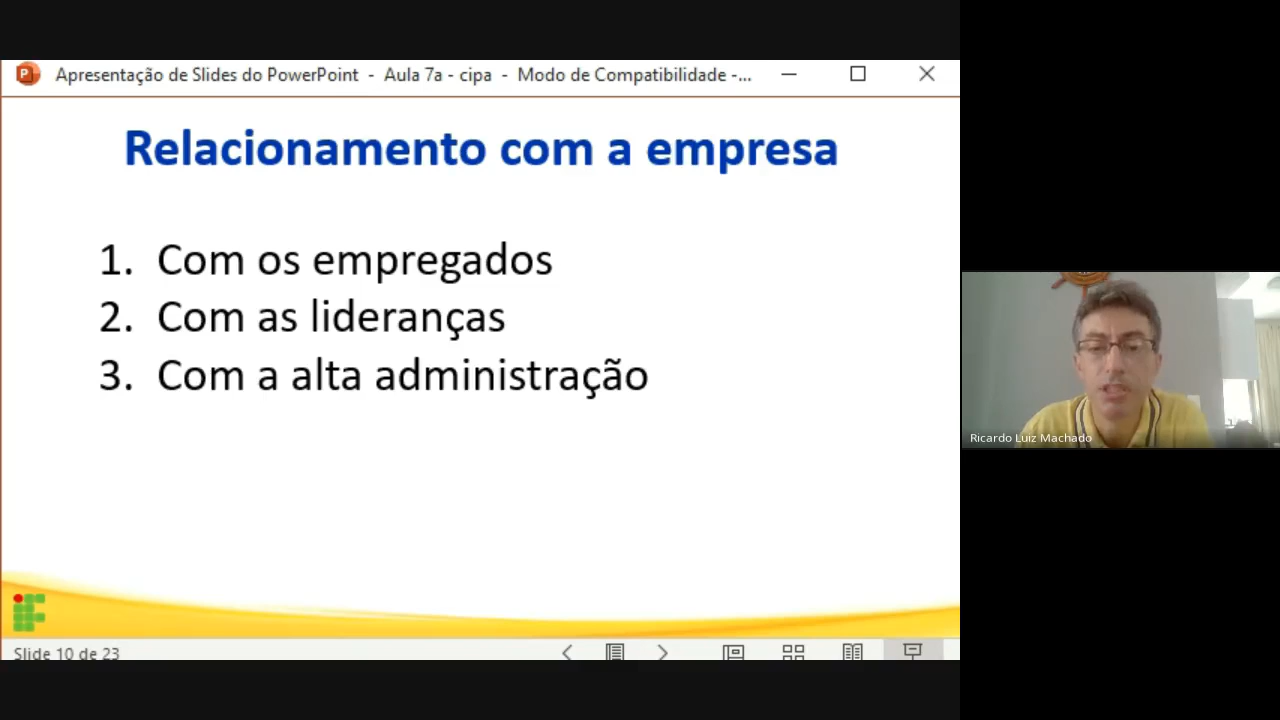 Apresentação de Slides do PowerPoint - Aula 7a - cipa - Modo de Compatibilidade -...
Relacionamento com a empresa
1. Com os empregados
2. Com as lideranças
3. Com a alta administração
Slide 10 de 23
Ricardo Luiz Machado